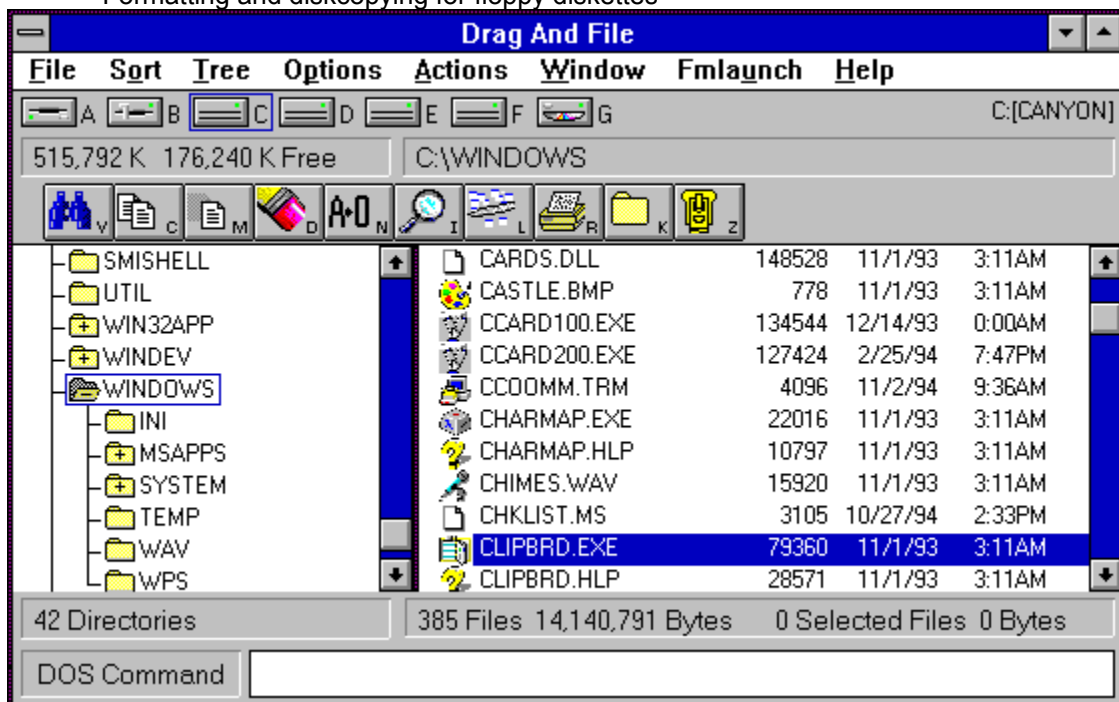 Formatting and diskcopying for floppy diskettes
Drag And File
File Sort Tree Options Actions Window Fmlaunch Help
A B C D E F G C:[CANYON]
515,792 K 176,240 K Free C:\WINDOWS
V C M D A▸O N I L R K Z
SMISHELL CARDS.DLL 148528 11/1/93 3:11AM
UTIL CASTLE.BMP 778 11/1/93 3:11AM
WIN32APP CCARD100.EXE 134544 12/14/93 0:00AM
WINDEV CCARD200.EXE 127424 2/25/94 7:47PM
WINDOWS CCOOMM.TRM 4096 11/2/94 9:36AM
INI CHARMAP.EXE 22016 11/1/93 3:11AM
MSAPPS CHARMAP.HLP 10797 11/1/93 3:11AM
SYSTEM CHIMES.WAV 15920 11/1/93 3:11AM
TEMP CHKLIST.MS 3105 10/27/94 2:33PM
WAV CLIPBRD.EXE 79360 11/1/93 3:11AM
WPS CLIPBRD.HLP 28571 11/1/93 3:11AM
42 Directories 385 Files 14,140,791 Bytes 0 Selected Files 0 Bytes
DOS Command